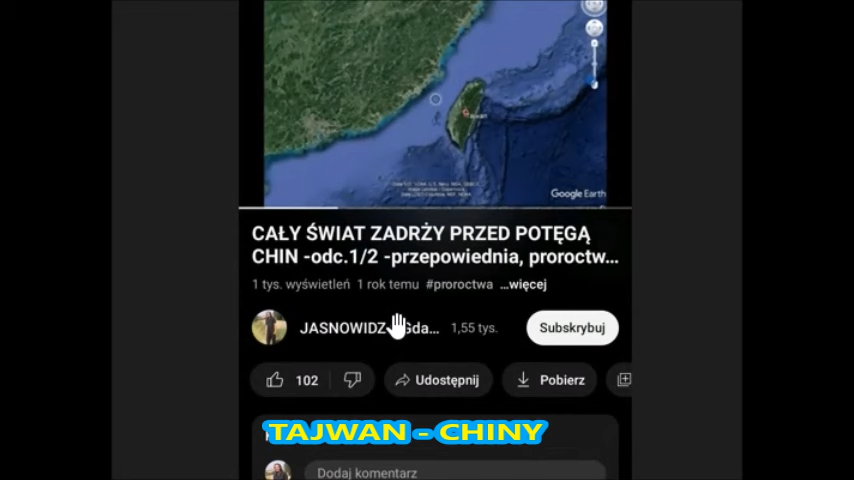 Google Earth
CAŁY ŚWIAT ZADRŻY PRZED POTĘGĄ
CHIN -odc.1/2 -przepowiednia, proroctw...
1 tys. wyświetleń 1 rok temu #proroctwa ...więcej
JASNOWIDZ Gda... 1,55 tys. Subskrybuj
102 Udostępnij Pobierz
TAJWAN - CHINY
Dodaj komentarz